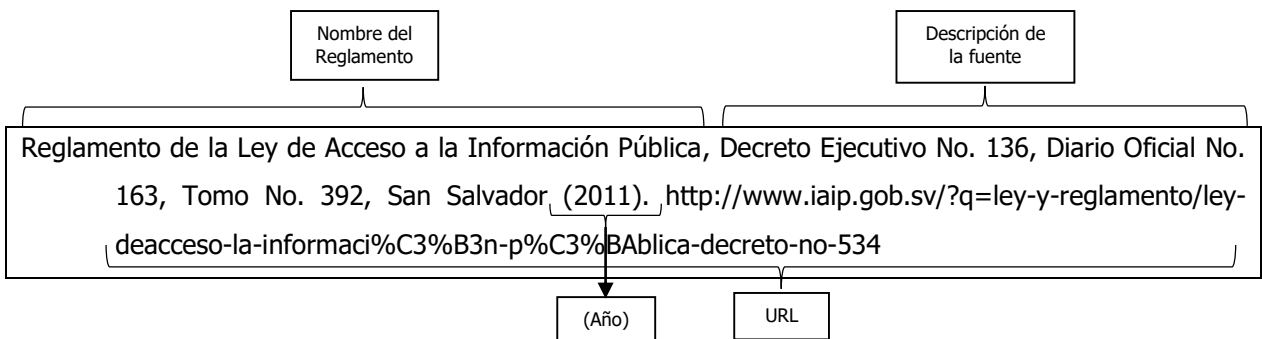 Nombre del
Reglamento
Descripción de
la fuente
Reglamento de la Ley de Acceso a la Información Pública, Decreto Ejecutivo No. 136, Diario Oficial No.
163, Tomo No. 392, San Salvador (2011). http://www.iaip.gob.sv/?q=ley-y-reglamento/ley-
deacceso-la-informaci%C3%B3n-p%C3%BAblica-decreto-no-534
(Año)
URL